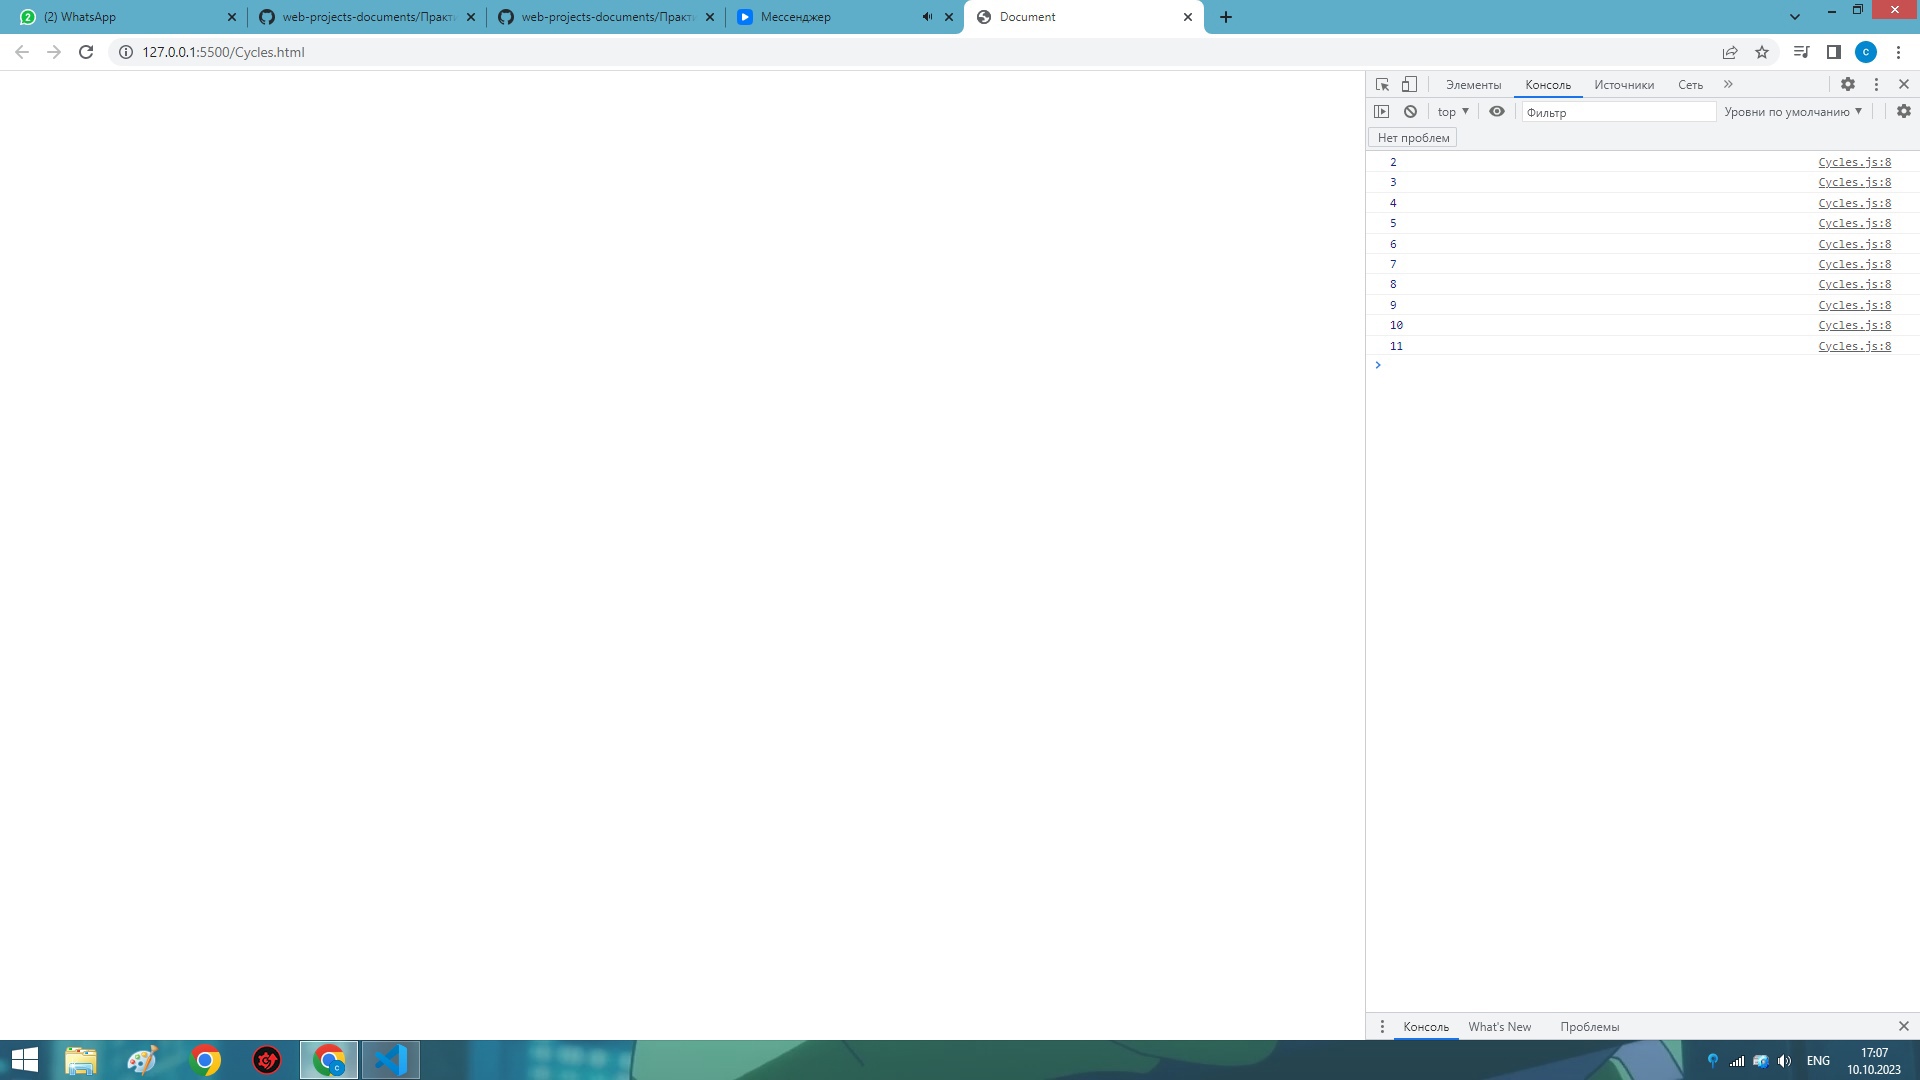 (2) WhatsApp
web-projects-documents/Практи
web-projects-documents/Практи
Мессенджер
Document
127.0.0.1:5500/Cycles.html
c
Элементы
Консоль
Источники
Сеть
top
Фильтр
Уровни по умолчанию
Нет проблем
2 Cycles.js:8
3 Cycles.js:8
4 Cycles.js:8
5 Cycles.js:8
6 Cycles.js:8
7 Cycles.js:8
8 Cycles.js:8
9 Cycles.js:8
10 Cycles.js:8
11 Cycles.js:8
Консоль
What's New
Проблемы
ENG
17:07
10.10.2023